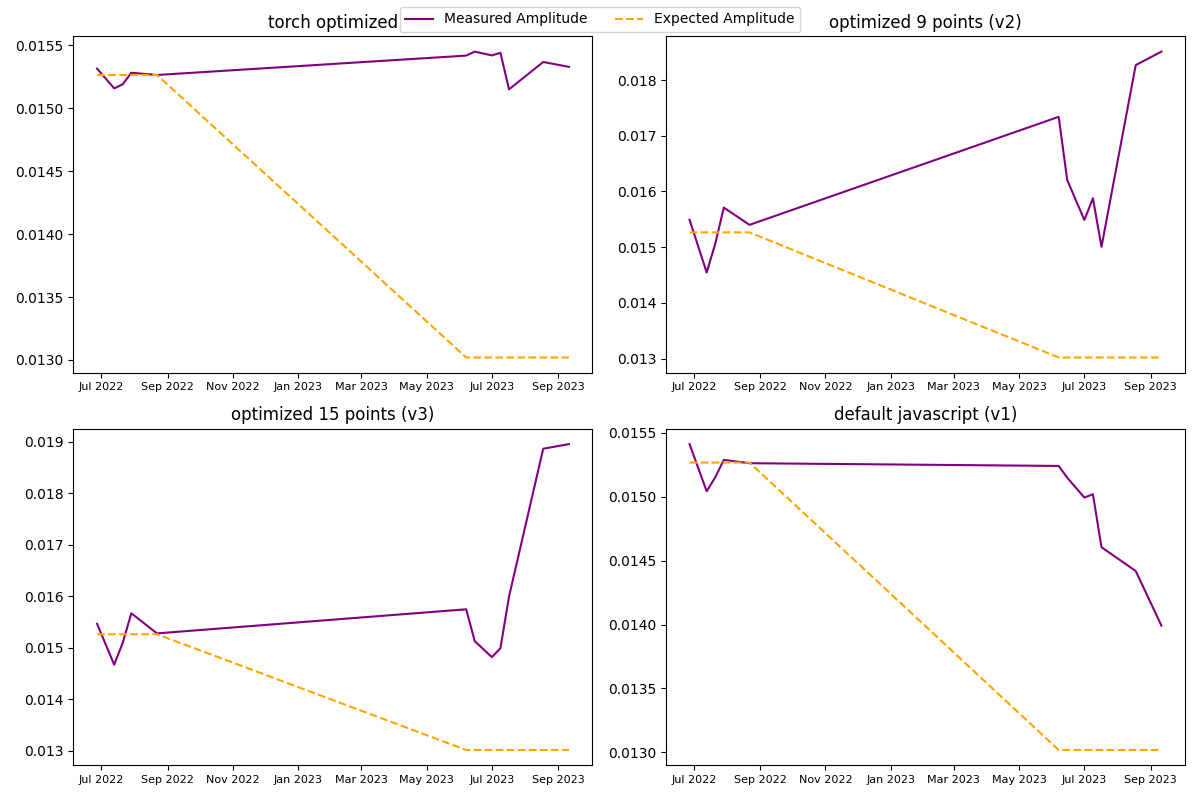 Measured Amplitude Expected Amplitude
torch optimized
0.0155
0.0150
0.0145
0.0140
0.0135
0.0130
Jul 2022 Sep 2022 Nov 2022 Jan 2023 Mar 2023 May 2023 Jul 2023 Sep 2023
optimized 9 points (v2)
0.018
0.017
0.016
0.015
0.014
0.013
Jul 2022 Sep 2022 Nov 2022 Jan 2023 Mar 2023 May 2023 Jul 2023 Sep 2023
optimized 15 points (v3)
0.019
0.018
0.017
0.016
0.015
0.014
0.013
Jul 2022 Sep 2022 Nov 2022 Jan 2023 Mar 2023 May 2023 Jul 2023 Sep 2023
default javascript (v1)
0.0155
0.0150
0.0145
0.0140
0.0135
0.0130
Jul 2022 Sep 2022 Nov 2022 Jan 2023 Mar 2023 May 2023 Jul 2023 Sep 2023